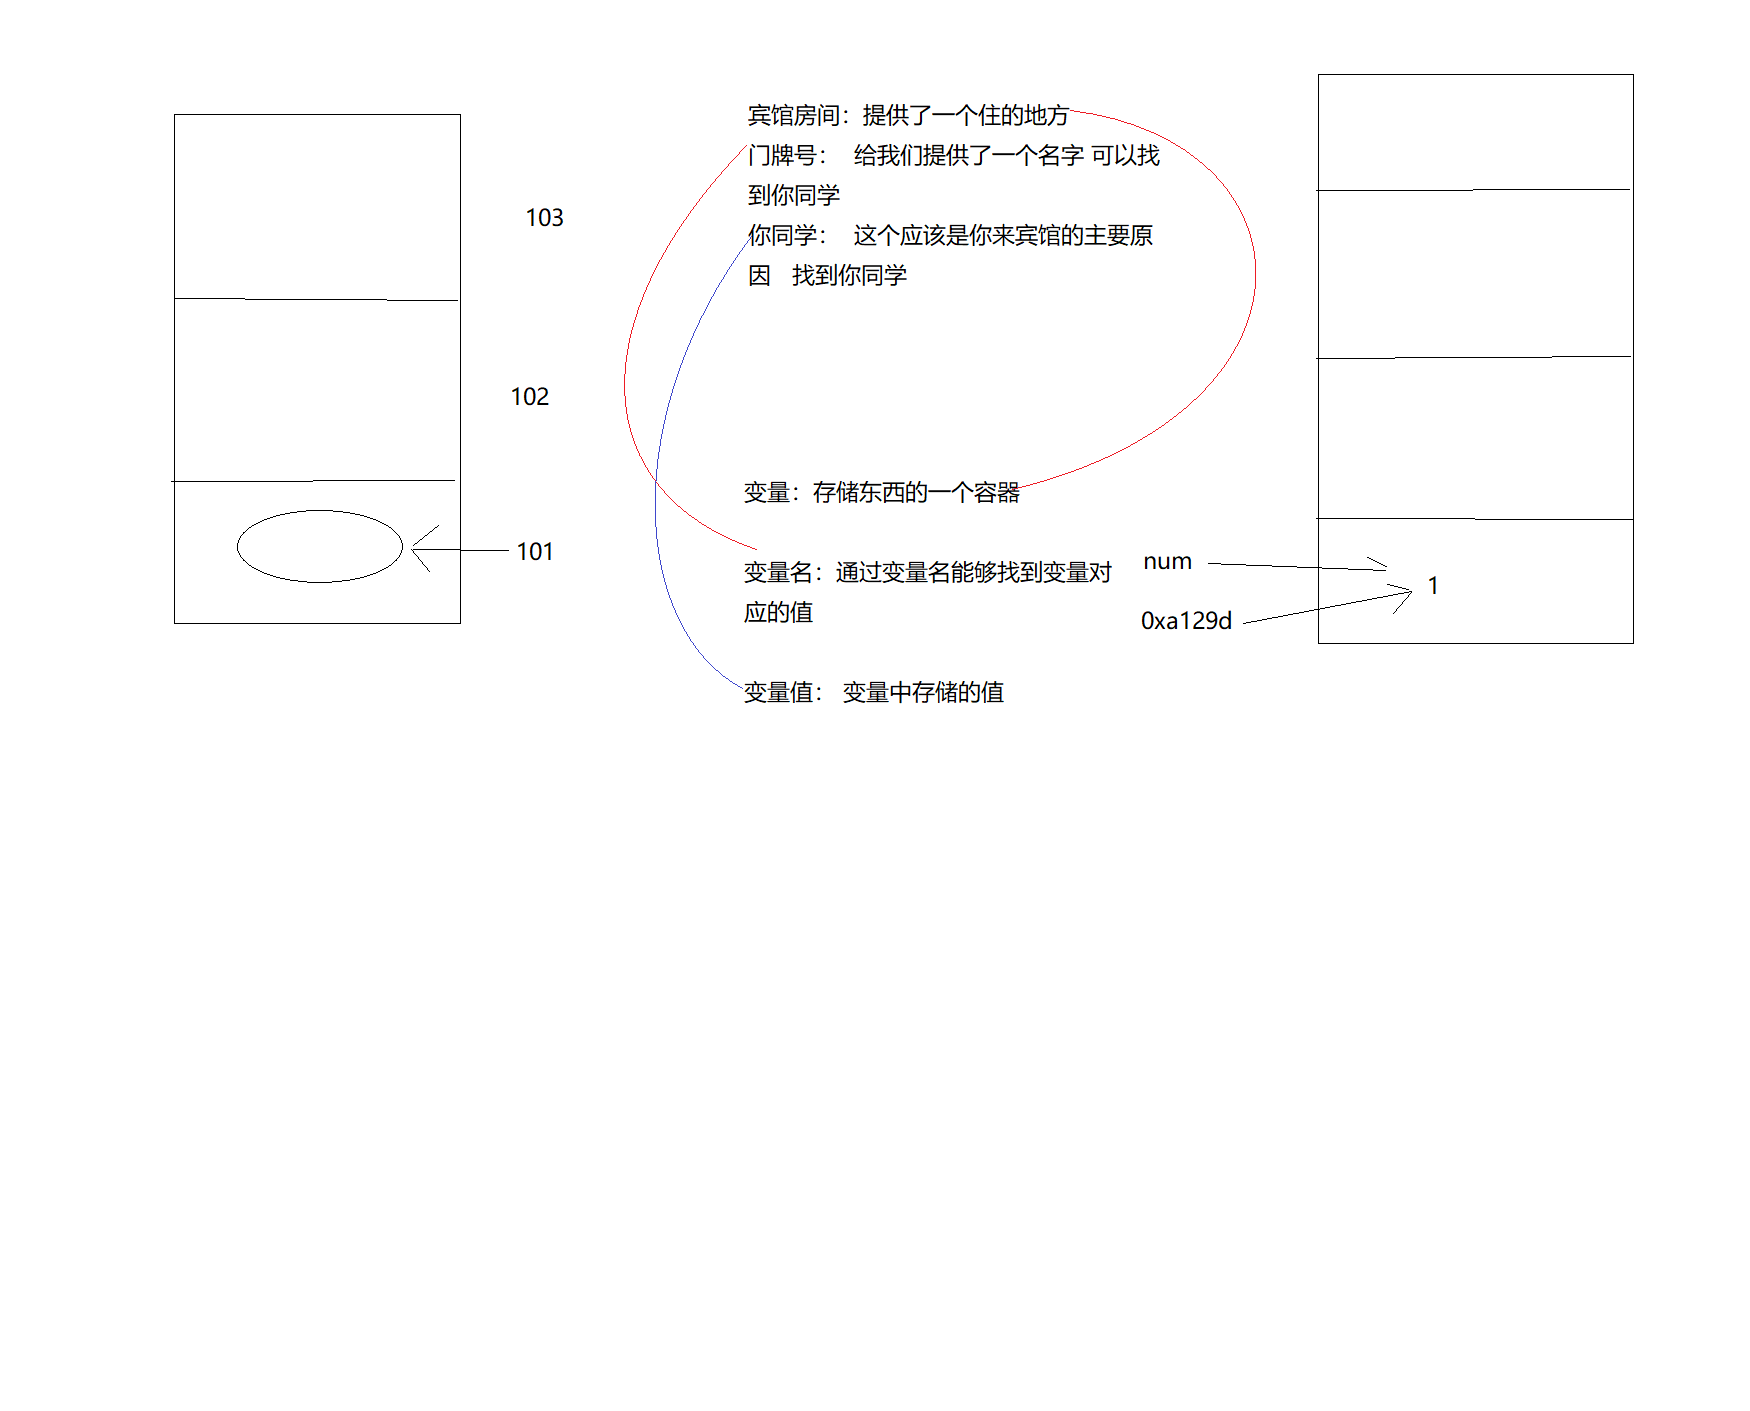 宾馆房间：提供了一个住的地方
门牌号：  给我们提供了一个名字 可以找
到你同学
你同学：  这个应该是你来宾馆的主要原
因   找到你同学
103
102
101
变量：存储东西的一个容器
变量名：通过变量名能够找到变量对
应的值
变量值： 变量中存储的值
num
1
0xa129d